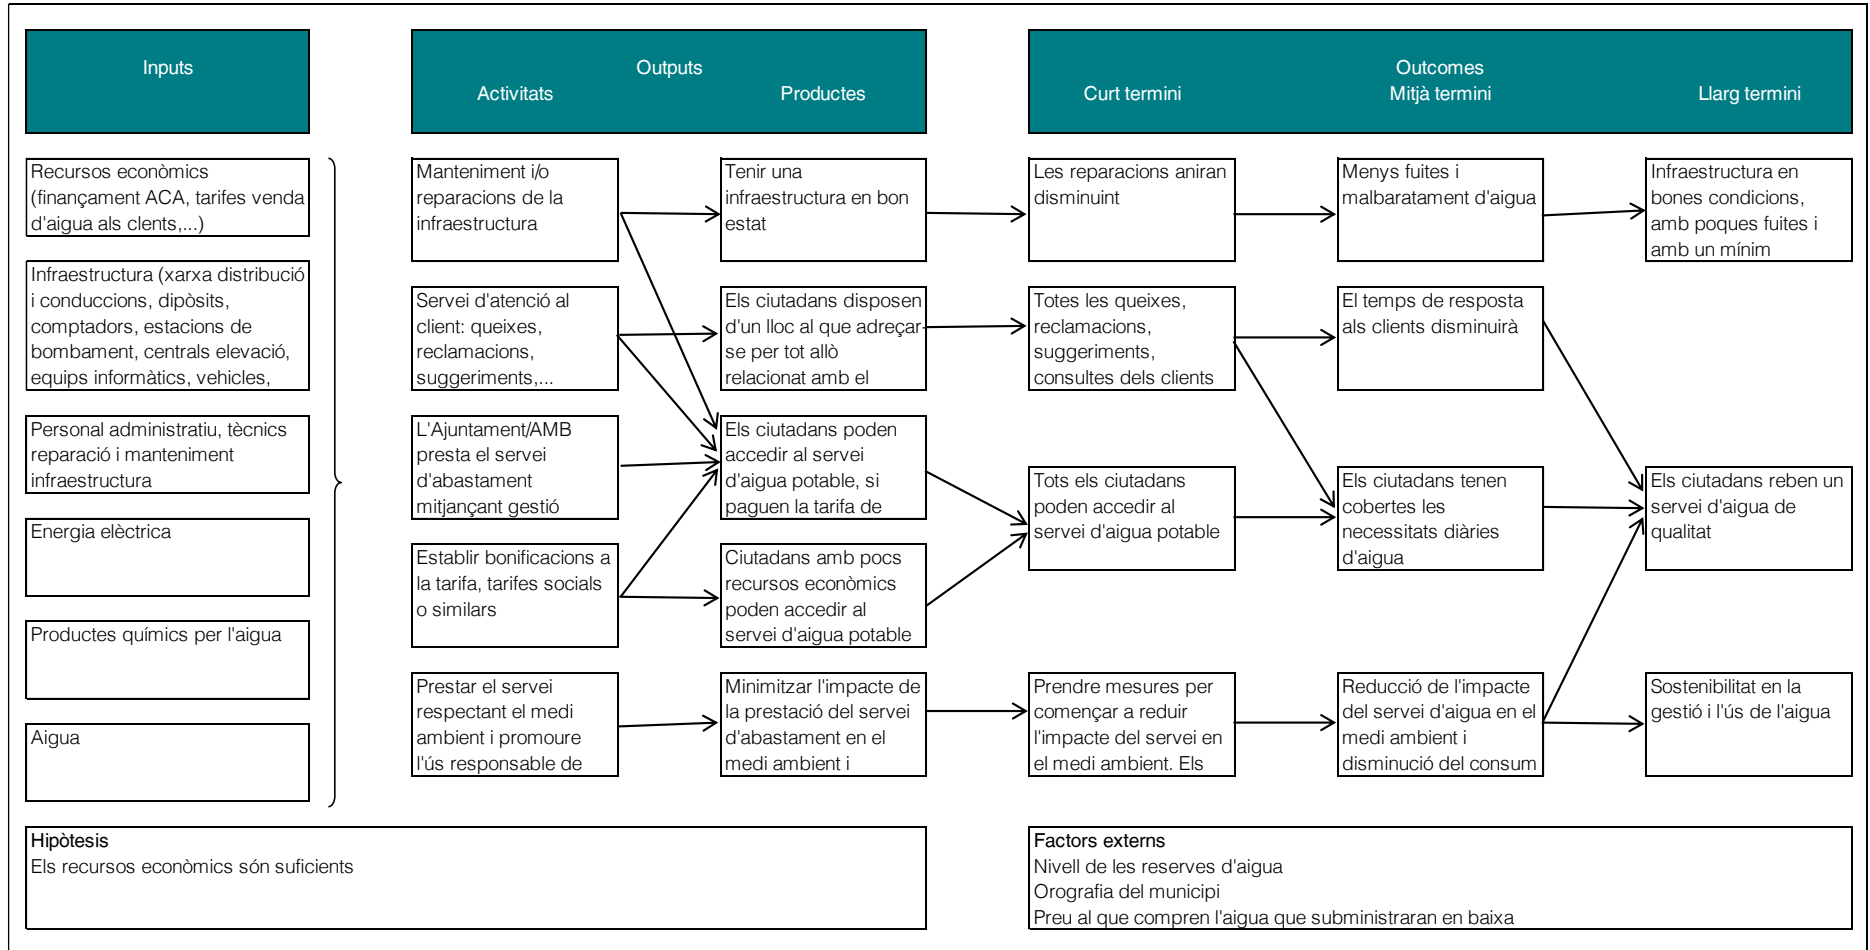 Inputs
Outputs
Activitats
Productes
Outcomes
Curt termini
Mitjà termini
Llarg termini
Recursos econòmics
(finançament ACA, tarifes venda
d'aigua als clents,...)
Infraestructura (xarxa distribució
i conduccions, dipòsits,
comptadors, estacions de
bombament, centrals elevació,
equips informàtics, vehicles,
Personal administratiu, tècnics
reparació i manteniment
infraestructura
Energia elèctrica
Productes químics per l'aigua
Aigua
Manteniment i/o
reparacions de la
infraestructura
Servei d'atenció al
client: queixes,
reclamacions,
suggeriments,...
L'Ajuntament/AMB
presta el servei
d'abastament
mitjançant gestió
Establir bonificacions a
la tarifa, tarifes socials
o similars
Prestar el servei
respectant el medi
ambient i promoure
l'ús responsable de
Tenir una
infraestructura en bon
estat
Els ciutadans disposen
d'un lloc al que adreçar-
se per tot allò
relacionat amb el
Els ciutadans poden
accedir al servei
d'aigua potable, si
paguen la tarifa de
Ciutadans amb pocs
recursos econòmics
poden accedir al
servei d'aigua potable
Minimitzar l'impacte de
la prestació del servei
d'abastament en el
medi ambient i
Les reparacions aniran
disminuint
Totes les queixes,
reclamacions,
suggeriments,
consultes dels clients
Tots els ciutadans
poden accedir al
servei d'aigua potable
Prendre mesures per
començar a reduir
l'impacte del servei en
el medi ambient. Els
Menys fuites i
malbaratament d'aigua
El temps de resposta
als clients disminuirà
Els ciutadans tenen
cobertes les
necessitats diàries
d'aigua
Reducció de l'impacte
del servei d'aigua en el
medi ambient i
disminució del consum
Infraestructura en
bones condicions,
amb poques fuites i
amb un mínim
Els ciutadans reben un
servei d'aigua de
qualitat
Sostenibilitat en la
gestió i l'ús de l'aigua
Hipòtesis
Els recursos econòmics són suficients
Factors externs
Nivell de les reserves d'aigua
Orografia del municipi
Preu al que compren l'aigua que subministraran en baixa